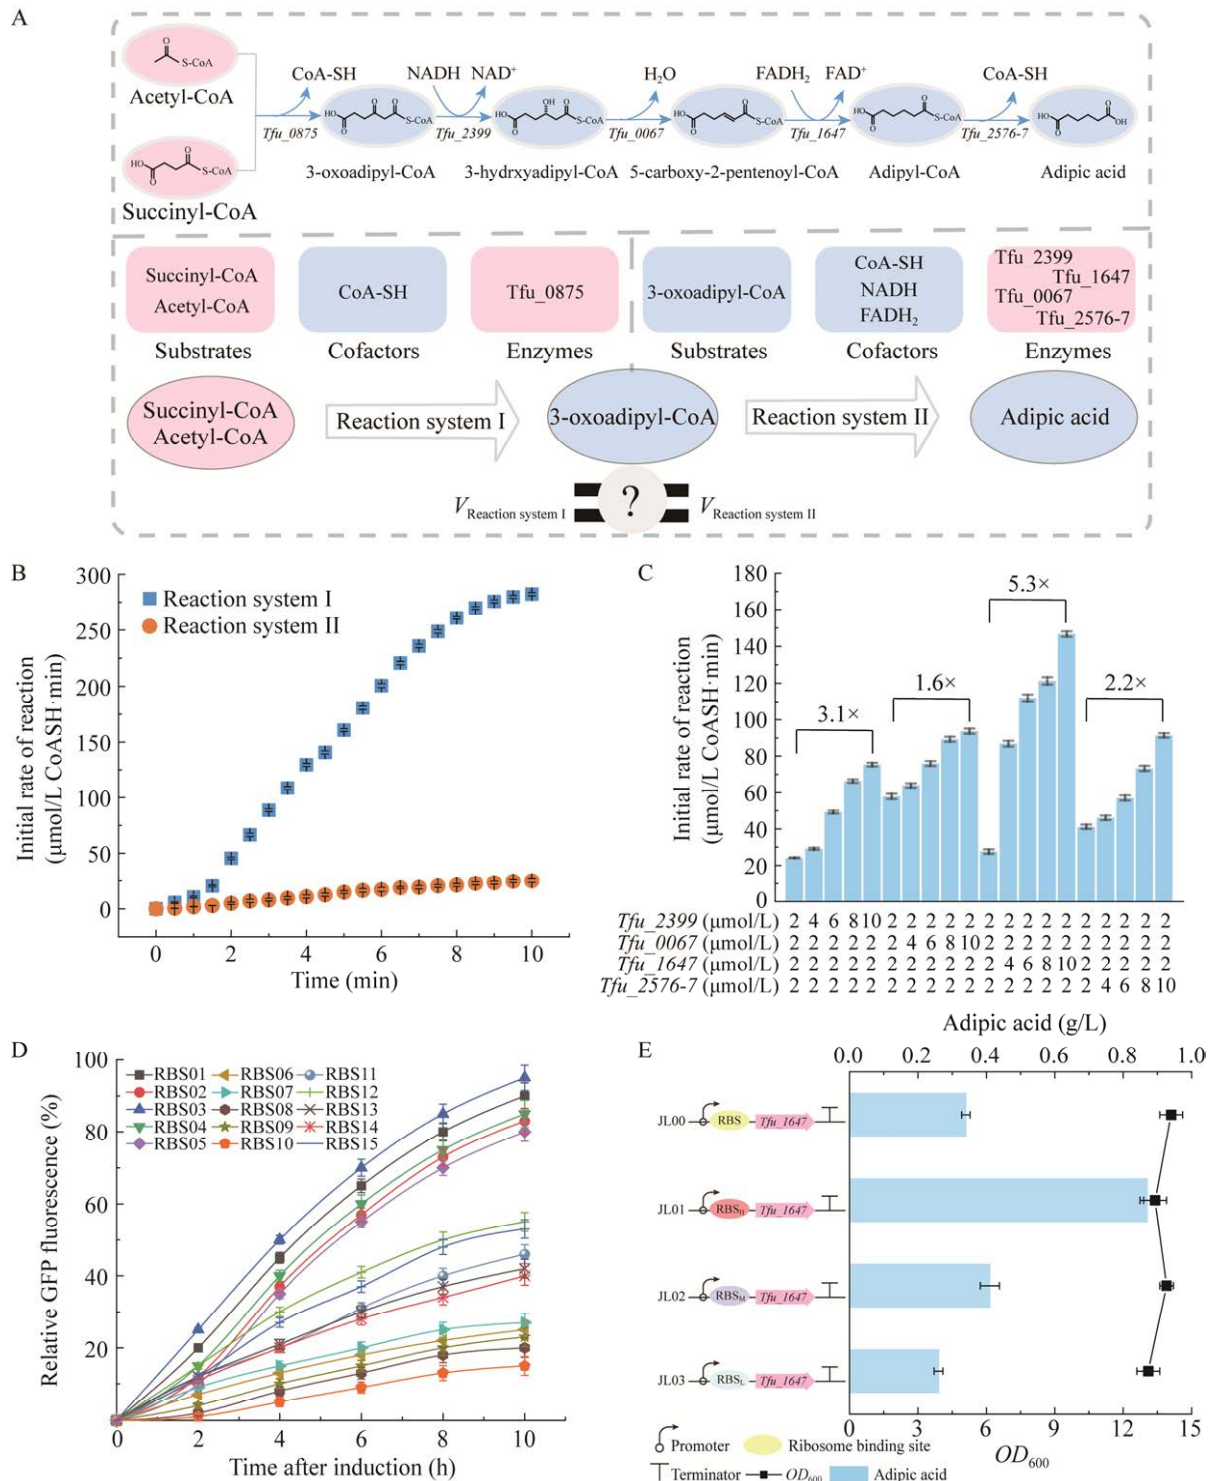 A
O
S-CoA
Acetyl-CoA
HO
O
O
S-CoA
Succinyl-CoA
CoA-SH
NADH
NAD⁺
H₂O
FADH₂
FAD⁺
CoA-SH
Tfu_0875
Tfu_2399
Tfu_0067
Tfu_1647
Tfu_2576-7
3-oxoadipyl-CoA
3-hydrxyadipyl-CoA
5-carboxy-2-pentenoyl-CoA
Adipyl-CoA
Adipic acid
Succinyl-CoA
Acetyl-CoA
Substrates
CoA-SH
Cofactors
Tfu_0875
Enzymes
3-oxoadipyl-CoA
Substrates
CoA-SH
NADH
FADH₂
Cofactors
Tfu_2399
Tfu_1647
Tfu_0067
Tfu_2576-7
Enzymes
Succinyl-CoA
Acetyl-CoA
Reaction system I
3-oxoadipyl-CoA
Reaction system II
Adipic acid
V Reaction system I
?
V Reaction system II
B
Reaction system I
Reaction system II
Initial rate of reaction
(μmol/L CoASH·min)
300
250
200
150
100
50
0
0 2 4 6 8 10
Time (min)
C
Initial rate of reaction
(μmol/L CoASH·min)
180
160
140
120
100
80
60
40
20
0
3.1×
1.6×
5.3×
2.2×
Tfu_2399 (μmol/L) 2 4 6 8 10 2 2 2 2 2 2 2 2 2 2 2 2 2 2 2
Tfu_0067 (μmol/L) 2 2 2 2 2 2 4 6 8 10 2 2 2 2 2 2 2 2 2 2
Tfu_1647 (μmol/L) 2 2 2 2 2 2 2 2 2 2 2 4 6 8 10 2 2 2 2 2
Tfu_2576-7 (μmol/L) 2 2 2 2 2 2 2 2 2 2 2 2 2 2 2 2 4 6 8 10
D
Relative GFP fluorescence (%)
100
80
60
40
20
0 2 4 6 8 10
Time after induction (h)
RBS01 RBS06 RBS11
RBS02 RBS07 RBS12
RBS03 RBS08 RBS13
RBS04 RBS09 RBS14
RBS05 RBS10 RBS15
E
Adipic acid (g/L)
0.0 0.2 0.4 0.6 0.8 1.0
JL00 RBS Tfu_1647
JL01 RBS_H Tfu_1647
JL02 RBS_M Tfu_1647
JL03 RBS_L Tfu_1647
0 3 6 9 12 15
OD₆₀₀
Promoter
Ribosome binding site
Terminator
OD₆₀₀
Adipic acid